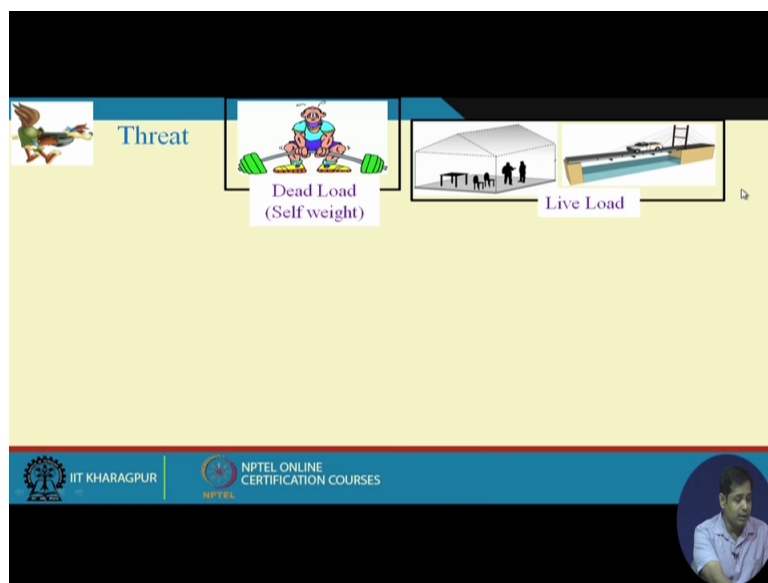 Threat
Dead Load
(Self weight)
Live Load
IIT KHARAGPUR
NPTEL
NPTEL ONLINE
CERTIFICATION COURSES